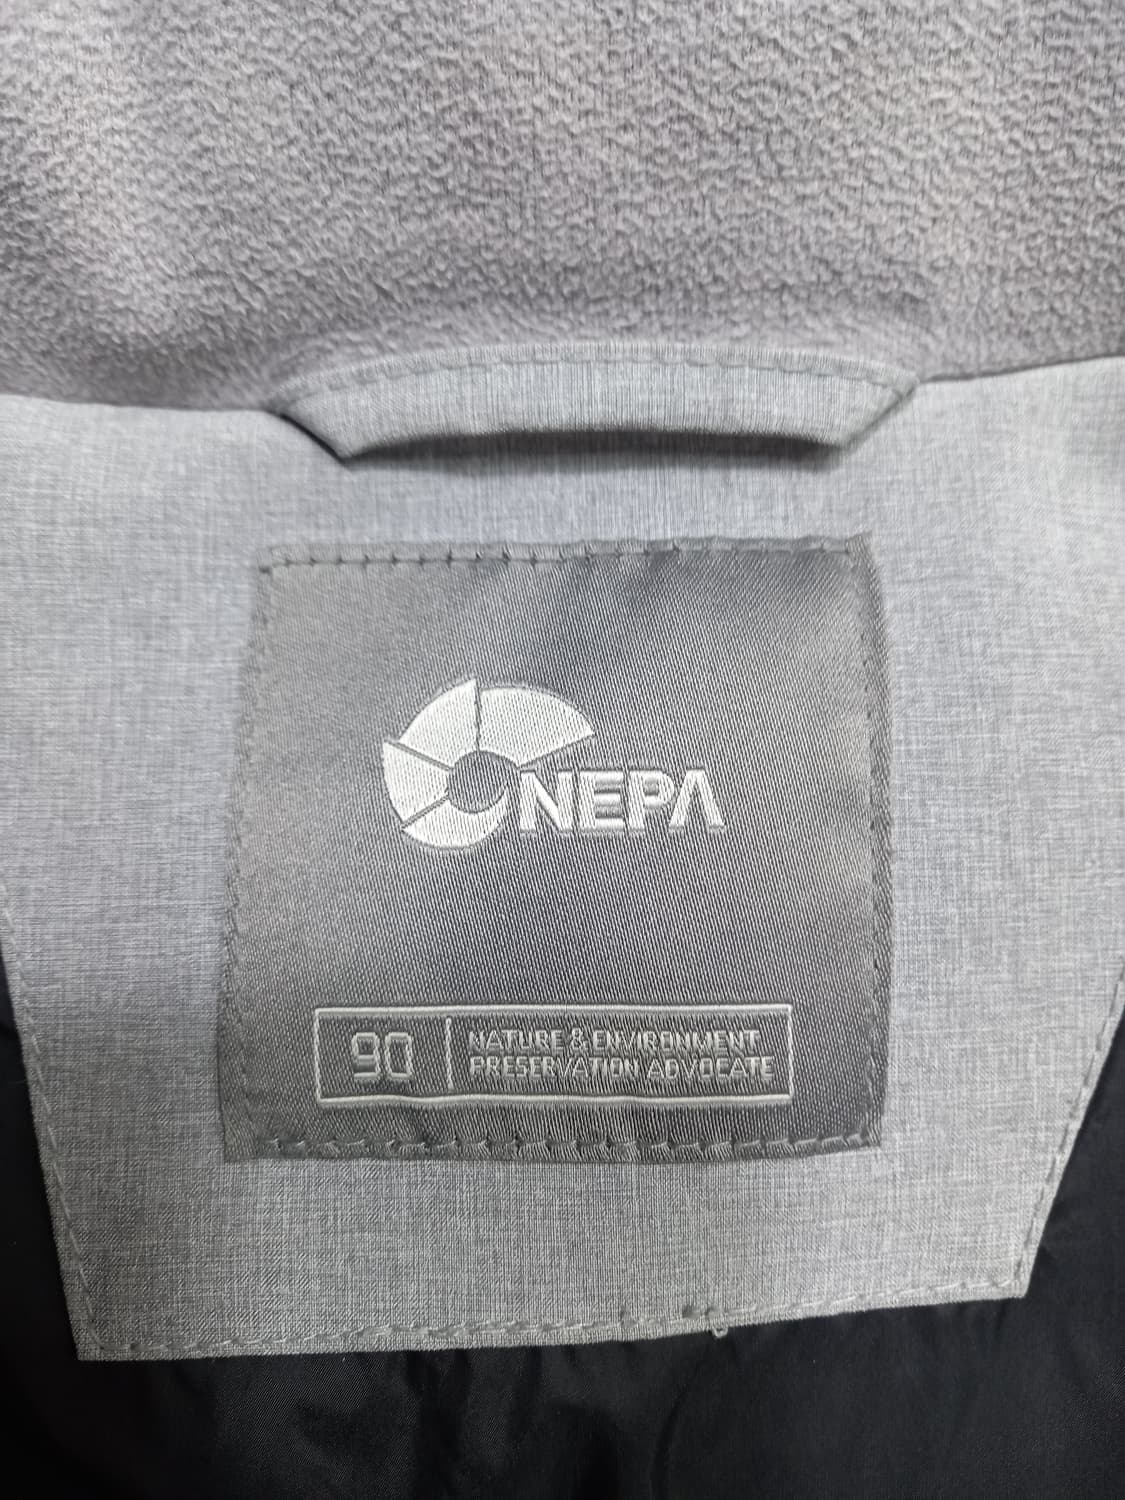 NEPA
90
NATURE & ENVIRONMENT
PRESERVATION ADVOCATE